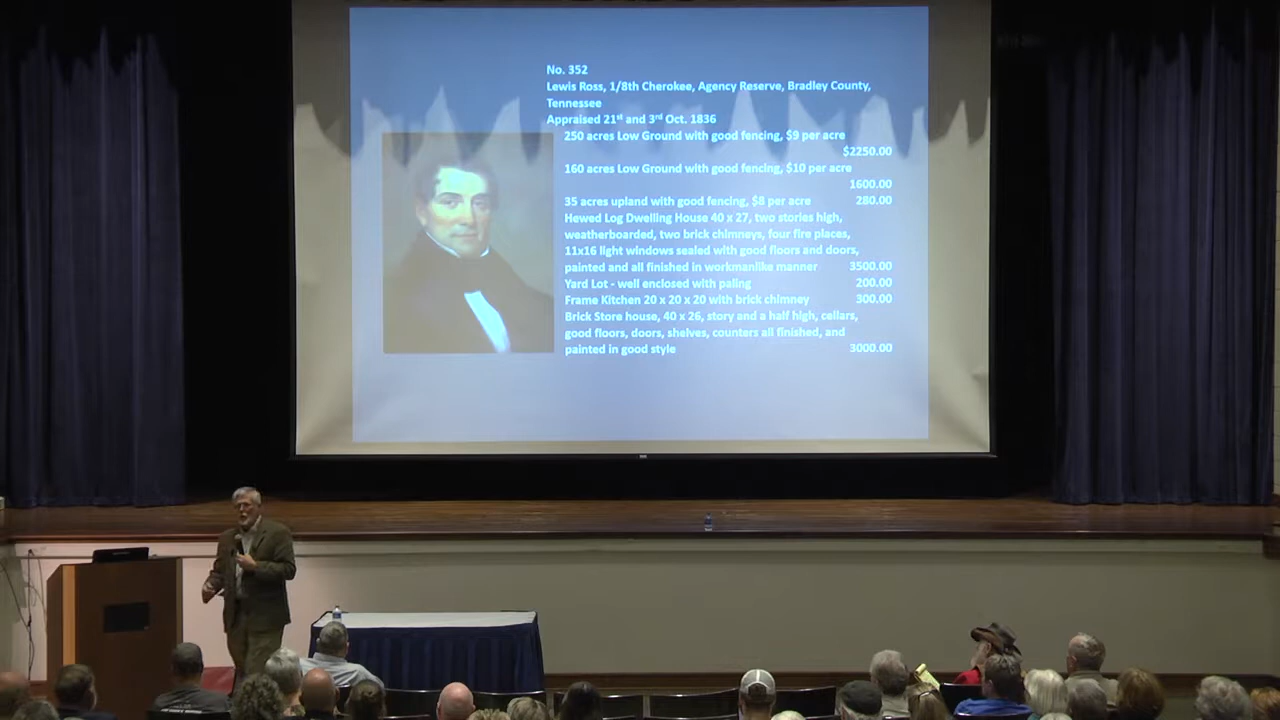 No. 352
Lewis Ross, 1/8th Cherokee, Agency Reserve, Bradley County,
Tennessee
Appraised 21st and 3rd Oct. 1836
250 acres Low Ground with good fencing, $9 per acre
$2250.00
160 acres Low Ground with good fencing, $10 per acre
1600.00
35 acres upland with good fencing, $8 per acre 280.00
Hewed Log Dwelling House 40 x 27, two stories high,
weatherboarded, two brick chimneys, four fire places,
11x16 light windows sealed with good floors and doors,
painted and all finished in workmanlike manner 3500.00
Yard Lot - well enclosed with paling 200.00
Frame Kitchen 20 x 20 x 20 with brick chimney 300.00
Brick Store house, 40 x 26, story and a half high, cellars,
good floors, doors, shelves, counters all finished, and
painted in good style 3000.00